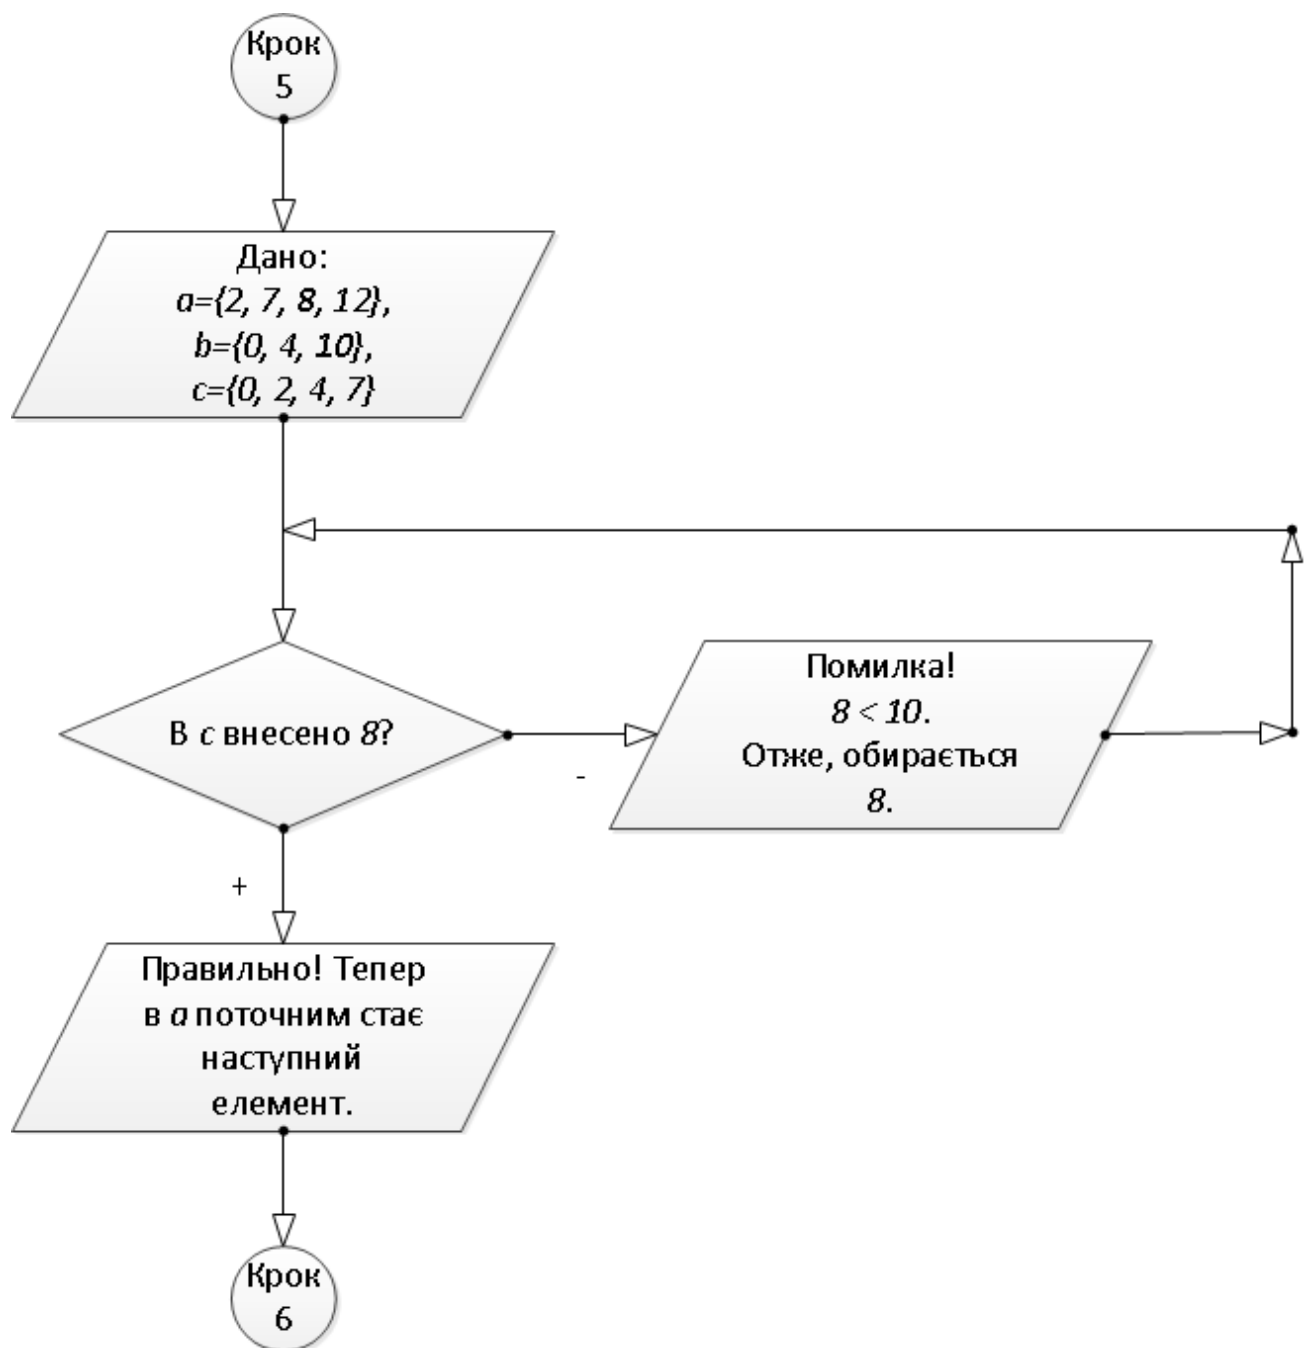 Крок
5
Дано:
a={2, 7, 8, 12},
b={0, 4, 10},
c={0, 2, 4, 7}
В c внесено 8?
-
Помилка!
8 < 10.
Отже, обирається
8.
+
Правильно! Тепер
в a поточним стає
наступний
елемент.
Крок
6